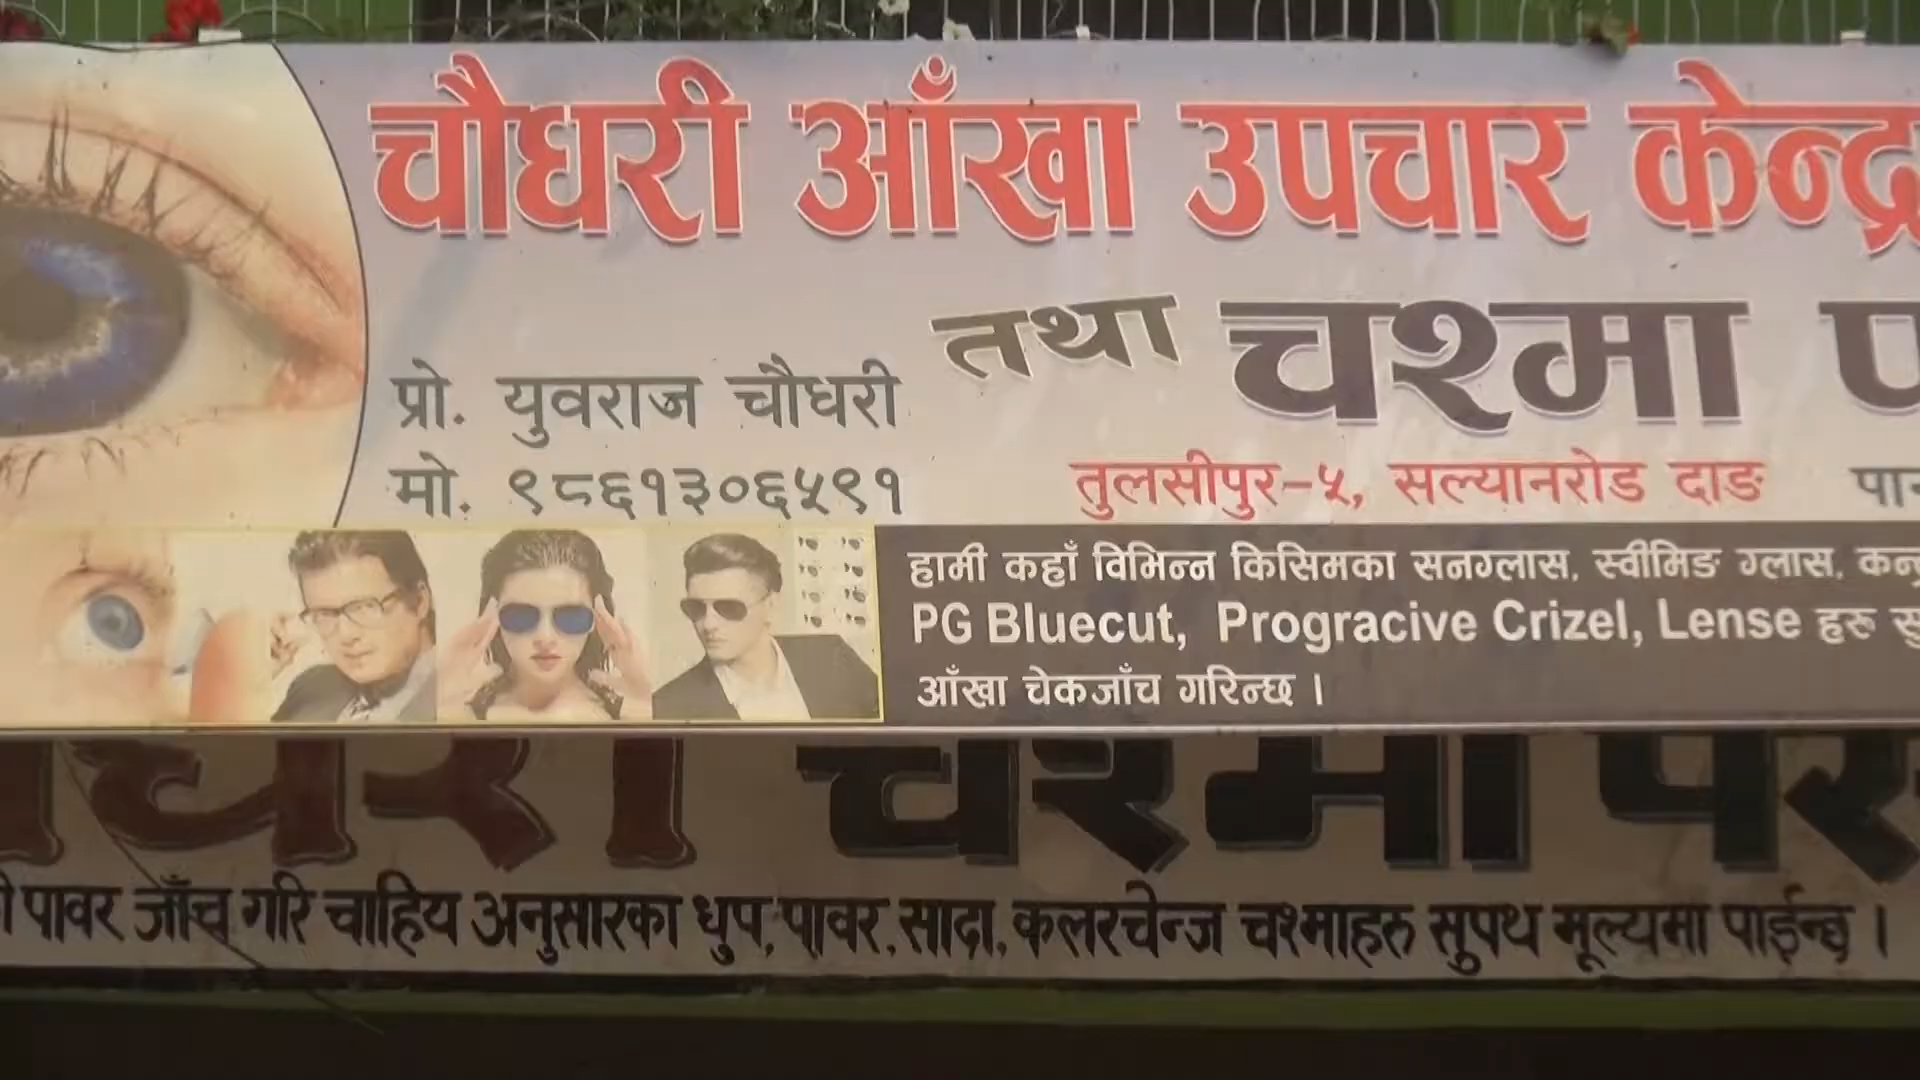 चौधरी आँखा उपचार केन्द्र
तथा चश्मा
प्रो. युवराज चौधरी
मो. ९८६१३०६५९१
तुलसीपुर-५, सल्यानरोड दाङ
हामी कहाँ विभिन्न किसिमका सनग्लास, स्वीमिङ ग्लास,
PG Bluecut, Progracive Crizel, Lense हरू
आँखा चेकजाँच गरिन्छ ।
चश्मा
पावर जाँच गरि चाहिय अनुसारका धुप, पावर, सादा, कलरचेन्ज चश्माहरु सुपथ मूल्यमा पाईन्छ ।